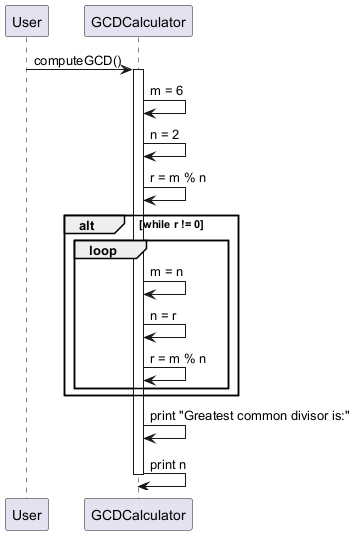 User
GCDCalculator
computeGCD()
m = 6
n = 2
r = m % n
alt [while r != 0]
loop
m = n
n = r
r = m % n
print "Greatest common divisor is:"
print n
User
GCDCalculator